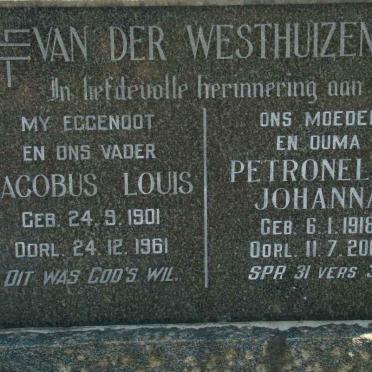 VAN DER WESTHUIZEN
In liefdevolle herinnering aan
MY EGGENOOT
EN ONS VADER
JACOBUS LOUIS
GEB. 24. 9. 1901
OORL. 24. 12. 1961
DIT WAS GOD'S WIL.
ONS MOEDER
EN OUMA
PETRONEL
JOHANNA
GEB. 6. 1. 1918
OORL. 11. 7. 20
SPR. 31 VERS